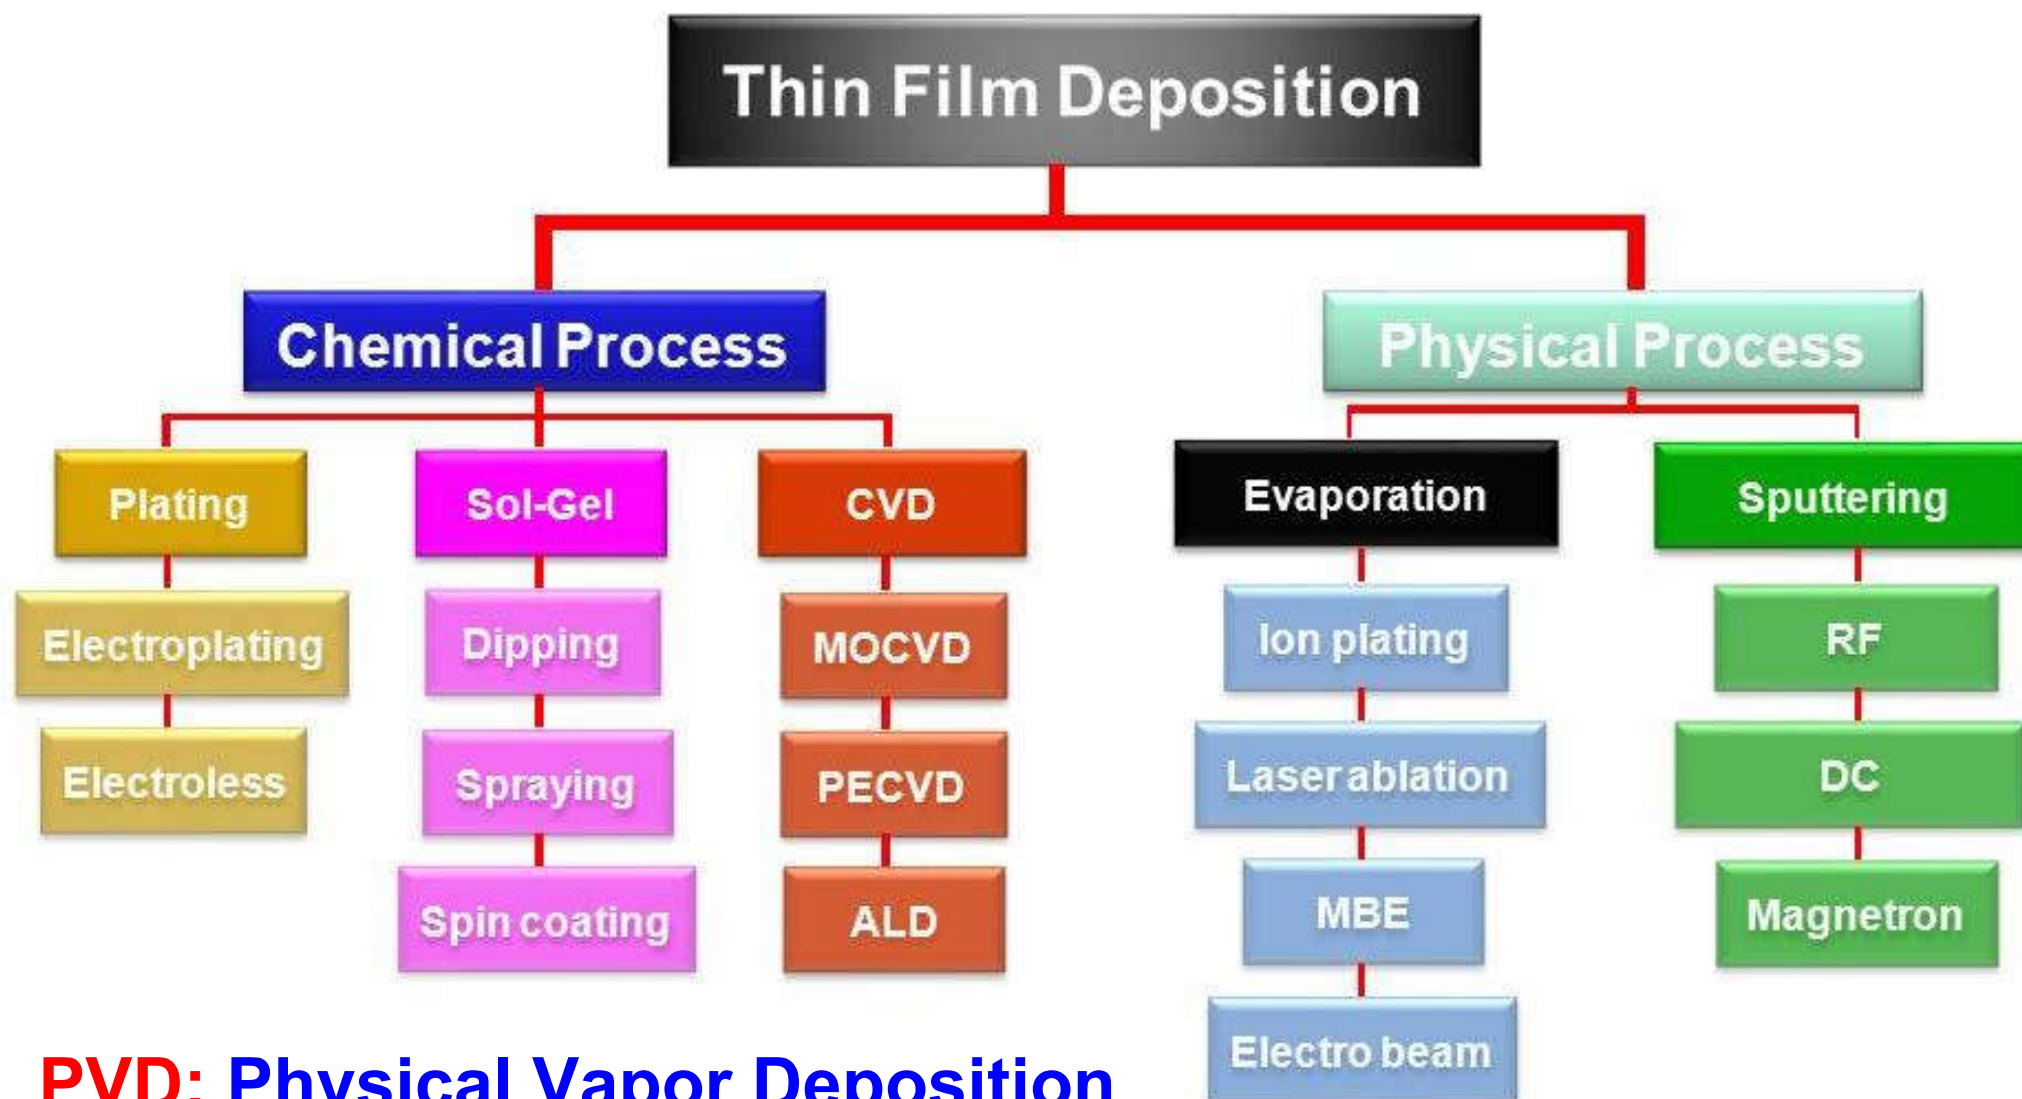 Thin Film Deposition
Chemical Process
Physical Process
Plating
Sol-Gel
CVD
Evaporation
Sputtering
Electroplating
Dipping
MOCVD
Ion plating
RF
Electroless
Spraying
PECVD
Laser ablation
DC
Spin coating
ALD
MBE
Magnetron
Electro beam
PVD: Physical Vapor Deposition